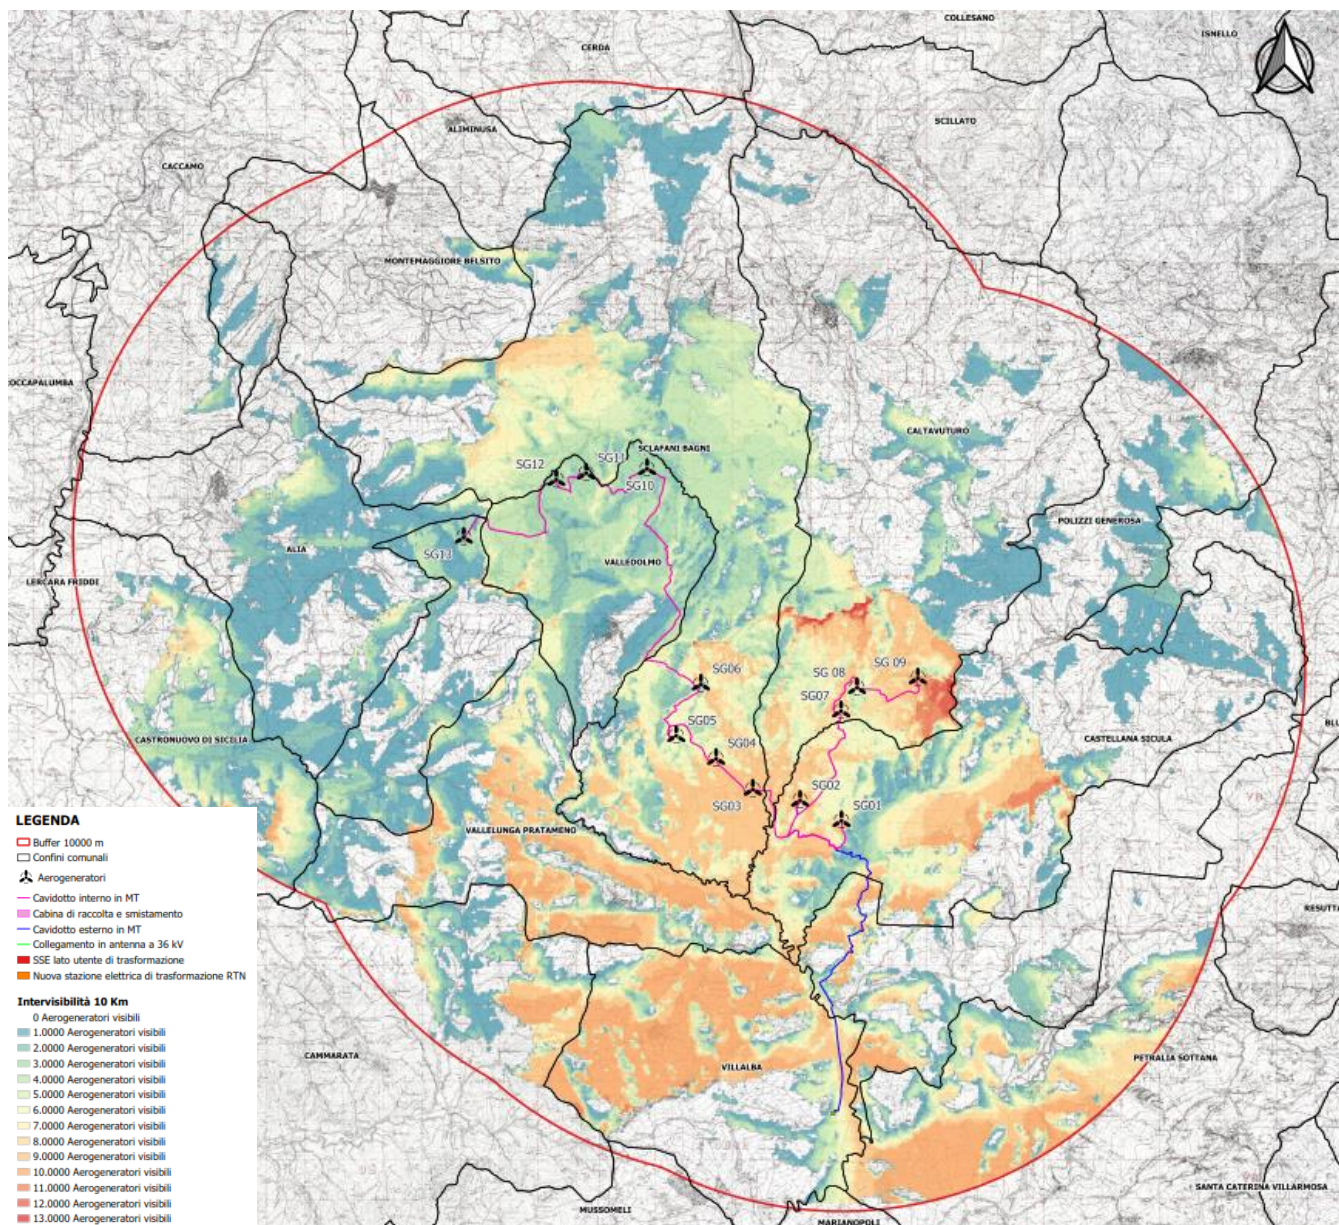 COLLESANO
ISNELLO
CERDA
SCILLATO
ALIMINUSA
CACCAMO
MONTEMAGGIORE BELSITO
ROCCAPALUMBA
CALTAVUTURO
SCLAFANI BAGNI
SG12
SG11
SG10
POLIZZI GENEROSA
SG13
ALIA
VALLEDOLMO
LERCARA FRIDDI
SG06
SG 08
SG 09
SG07
SG05
SG04
CASTRONUOVO DI SICILIA
CASTELLANA SICULA
SG03
SG02
SG01
VALLELUNGA PRATAMENO
LEGENDA
Buffer 10000 m
Confini comunali
Aerogeneratori
Cavidotto interno in MT
Cabina di raccolta e smistamento
Cavidotto esterno in MT
Collegamento in antenna a 36 kV
SSE lato utente di trasformazione
Nuova stazione elettrica di trasformazione RTN
Intervisibilità 10 Km
0 Aerogeneratori visibili
1.0000 Aerogeneratori visibili
2.0000 Aerogeneratori visibili
3.0000 Aerogeneratori visibili
4.0000 Aerogeneratori visibili
5.0000 Aerogeneratori visibili
6.0000 Aerogeneratori visibili
7.0000 Aerogeneratori visibili
8.0000 Aerogeneratori visibili
9.0000 Aerogeneratori visibili
10.0000 Aerogeneratori visibili
11.0000 Aerogeneratori visibili
12.0000 Aerogeneratori visibili
13.0000 Aerogeneratori visibili
RESUTTA
CAMMARATA
VILLALBA
PETRALIA SOTTANA
SANTA CATERINA VILLARMOSA
MUSSOMELI
MARIANOPOLI